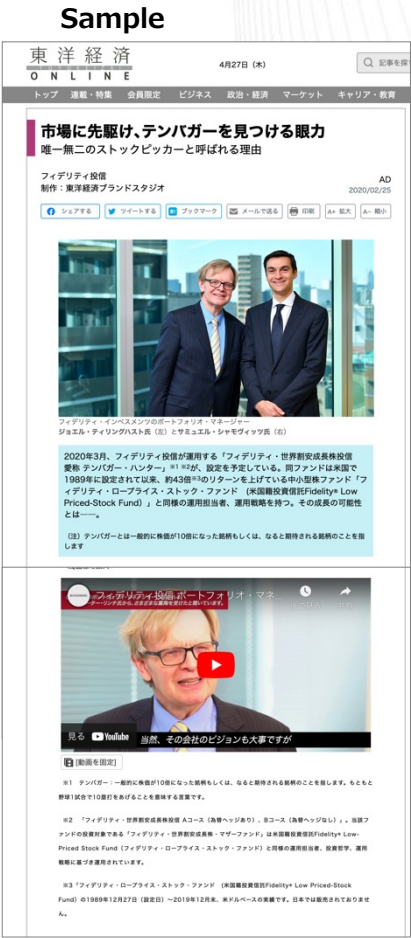 Sample
東洋経済
ONLINE
4月27日（木）
記事を探
トップ 連載・特集 会員限定 ビジネス 政治・経済 マーケット キャリア・教育
市場に先駆け、テンバガーを見つける眼力
唯一無二のストックピッカーと呼ばれる理由
フィデリティ投信
制作：東洋経済ブランドスタジオ
AD
2020/02/25
シェアする ツイートする ブックマーク メールで送る 印刷 A+ 拡大 A- 縮小
フィデリティ・インベスメンツのポートフォリオ・マネージャー
ジョエル・ティリングハスト氏（左）とサミュエル・シャモヴィッツ氏（右）
2020年3月、フィデリティ投信が運用する「フィデリティ・世界割安成長株投信
愛称 テンバガー・ハンター」※1 ※2が、設定を予定している。同ファンドは米国で
1989年に設定されて以来、約43倍※3のリターンを上げている中小型株ファンド「フ
ィデリティ・ロープライス・ストック・ファンド （米国籍投資信託Fidelity® Low
Priced-Stock Fund）」と同様の運用担当者、運用戦略を持つ。その成長の可能性
とは――。
（注）テンバガーとは一般的に株価が10倍になった銘柄もしくは、なると期待される銘柄のことを指
します
フィデリティ投信 ポートフォリオ・マネ...
ーター・リンチ氏から、さまざまな薫陶を受けたと聞いています。
見る YouTube
当然、その会社のビジョンも大事ですが
[動画を固定]
※1 テンバガー：一般的に株価が10倍になった銘柄もしくは、なると期待される銘柄のことを指します。もともと
野球1試合で10塁打をあげることを意味する言葉です。
※2 「フィデリティ・世界割安成長株投信 Aコース（為替ヘッジあり）、Bコース（為替ヘッジなし）」。当該フ
ァンドの投資対象である「フィデリティ・世界割安成長株・マザーファンド」は米国籍投資信託Fidelity® Low-
Priced Stock Fund（フィデリティ・ロープライス・ストック・ファンド）と同様の運用担当者、投資哲学、運用
戦略に基づき運用されています。
※3「フィデリティ・ロープライス・ストック・ファンド （米国籍投資信託Fidelity® Low Priced-Stock
Fund）の1989年12月27日（設定日）～2019年12月末、米ドルベースの実績です。日本では販売されておりませ
ん。